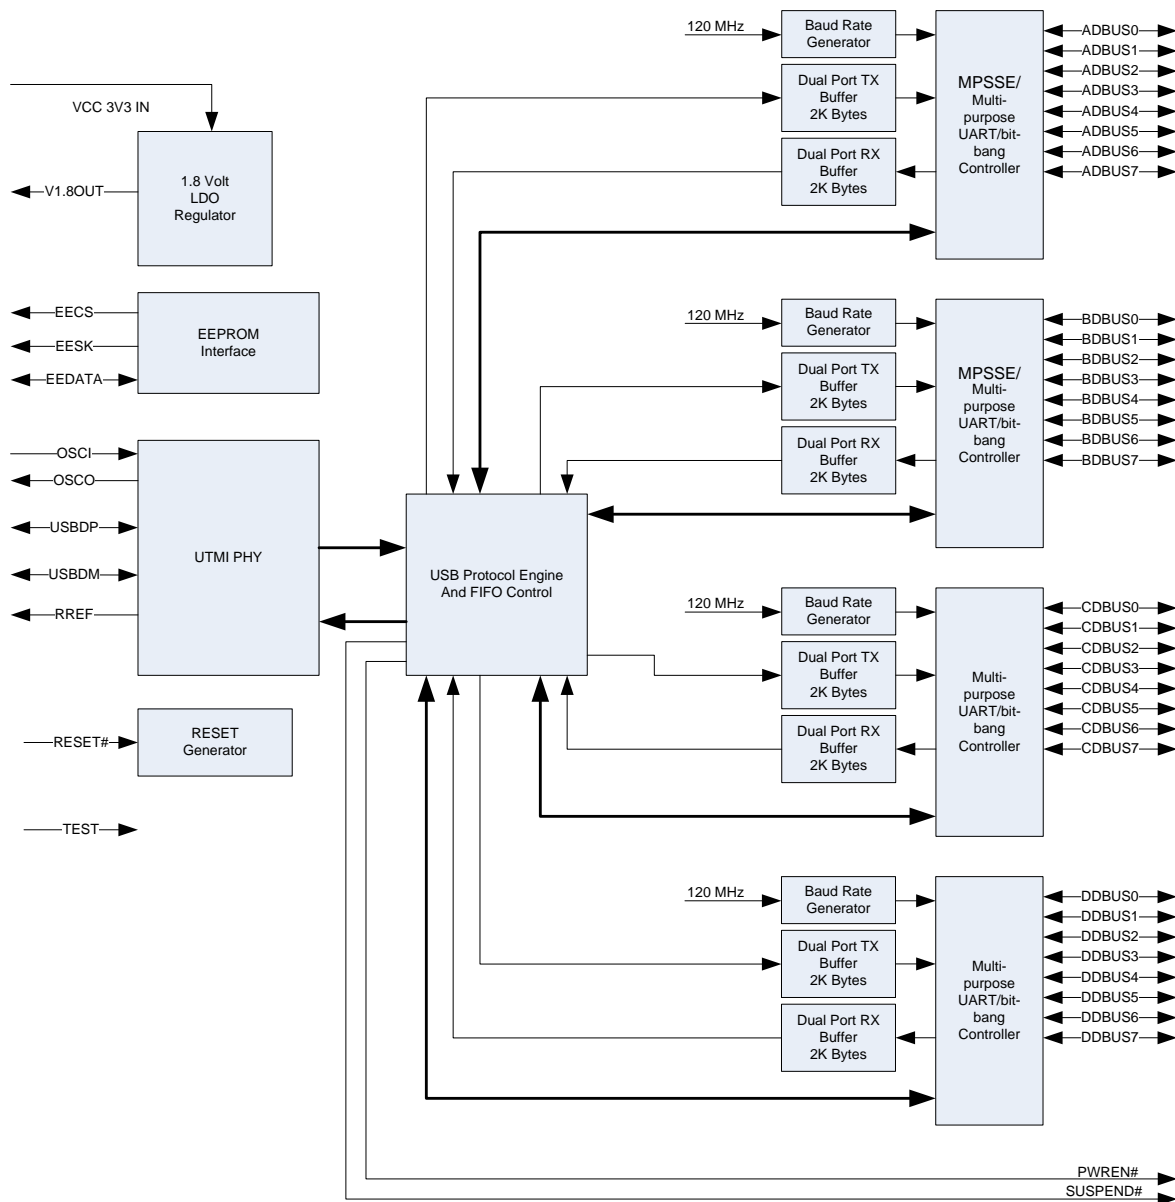 120 MHz
Baud Rate
Generator
Dual Port TX
Buffer
2K Bytes
Dual Port RX
Buffer
2K Bytes
MPSSE/
Multi-
purpose
UART/bit-
bang
Controller
ADBUS0
ADBUS1
ADBUS2
ADBUS3
ADBUS4
ADBUS5
ADBUS6
ADBUS7
VCC 3V3 IN
1.8 Volt
LDO
Regulator
V1.8OUT
EECS
EESK
EEDATA
EEPROM
Interface
120 MHz
Baud Rate
Generator
Dual Port TX
Buffer
2K Bytes
Dual Port RX
Buffer
2K Bytes
MPSSE/
Multi-
purpose
UART/bit-
bang
Controller
BDBUS0
BDBUS1
BDBUS2
BDBUS3
BDBUS4
BDBUS5
BDBUS6
BDBUS7
OSCI
OSCO
USBDP
USBDM
RREF
UTMI PHY
USB Protocol Engine
And FIFO Control
120 MHz
Baud Rate
Generator
Dual Port TX
Buffer
2K Bytes
Dual Port RX
Buffer
2K Bytes
Multi-
purpose
UART/bit-
bang
Controller
CDBUS0
CDBUS1
CDBUS2
CDBUS3
CDBUS4
CDBUS5
CDBUS6
CDBUS7
RESET#
RESET
Generator
TEST
120 MHz
Baud Rate
Generator
Dual Port TX
Buffer
2K Bytes
Dual Port RX
Buffer
2K Bytes
Multi-
purpose
UART/bit-
bang
Controller
DDBUS0
DDBUS1
DDBUS2
DDBUS3
DDBUS4
DDBUS5
DDBUS6
DDBUS7
PWREN#
SUSPEND#